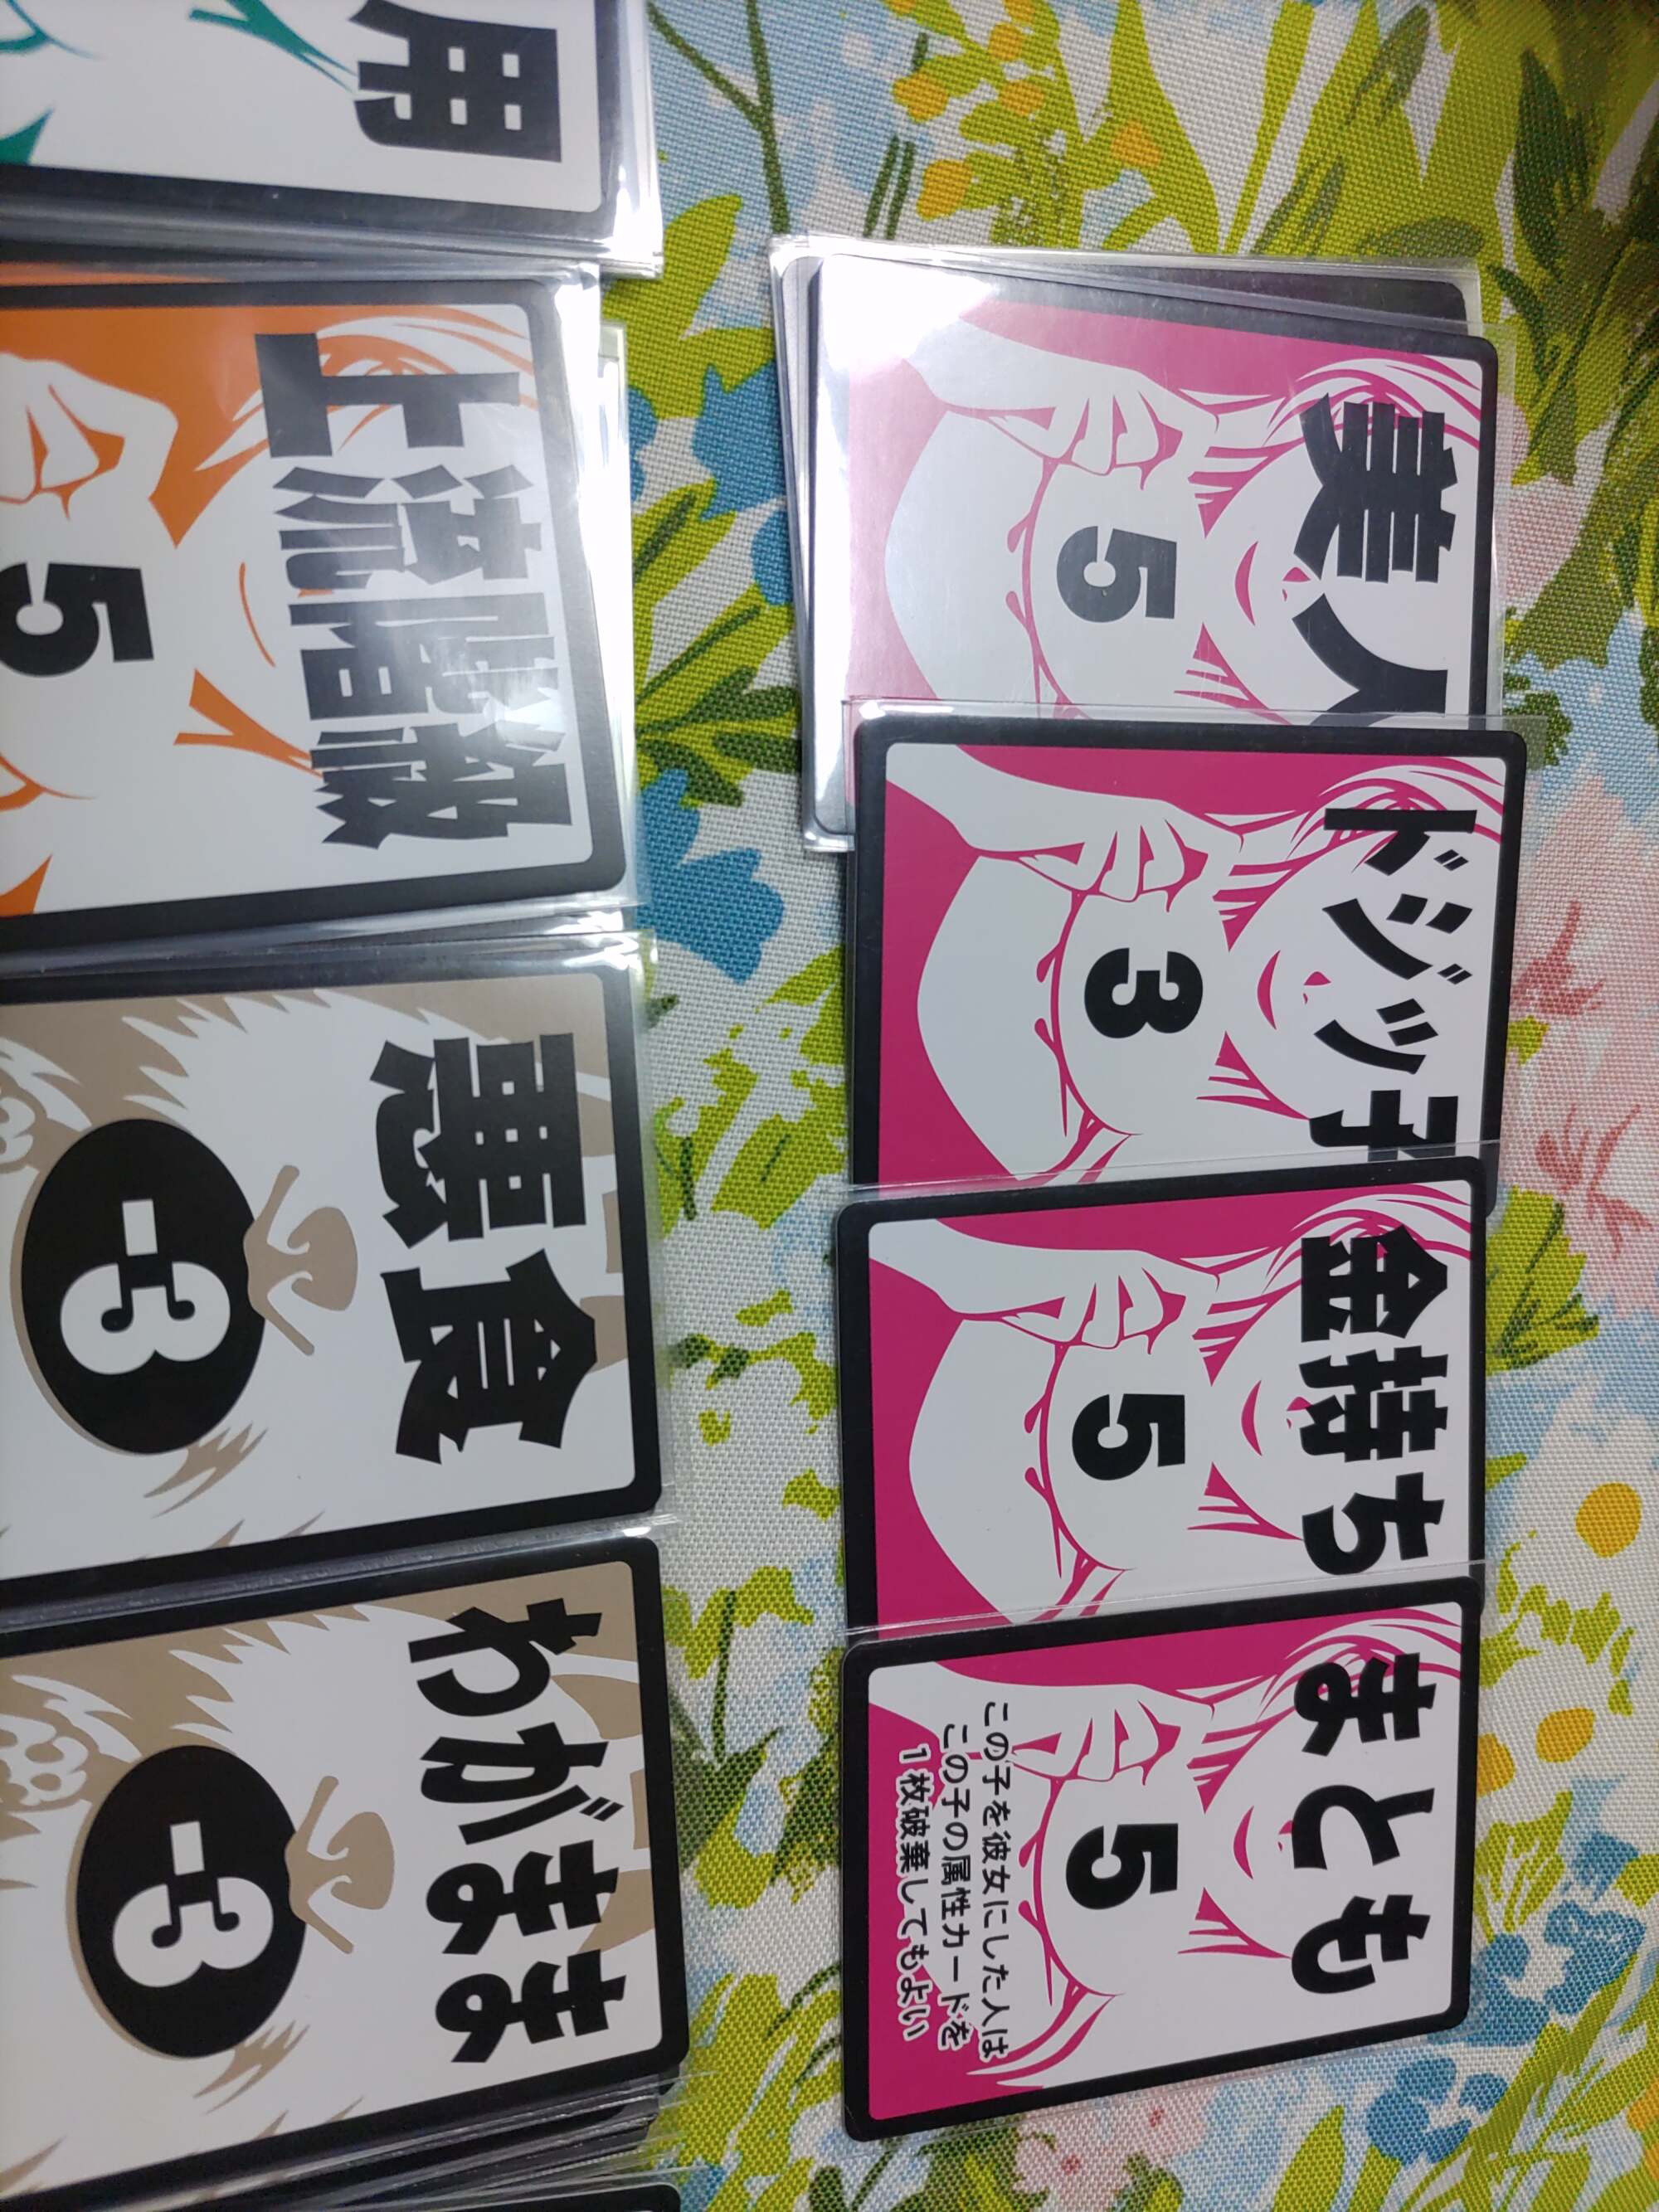 美人
5
ドジッ子
3
金持ち
5
まとも
5
この子を彼女にした人は
この子の属性カードを
1枚破棄してもよい
用
上流階級
5
悪食
-3
わがまま
-3